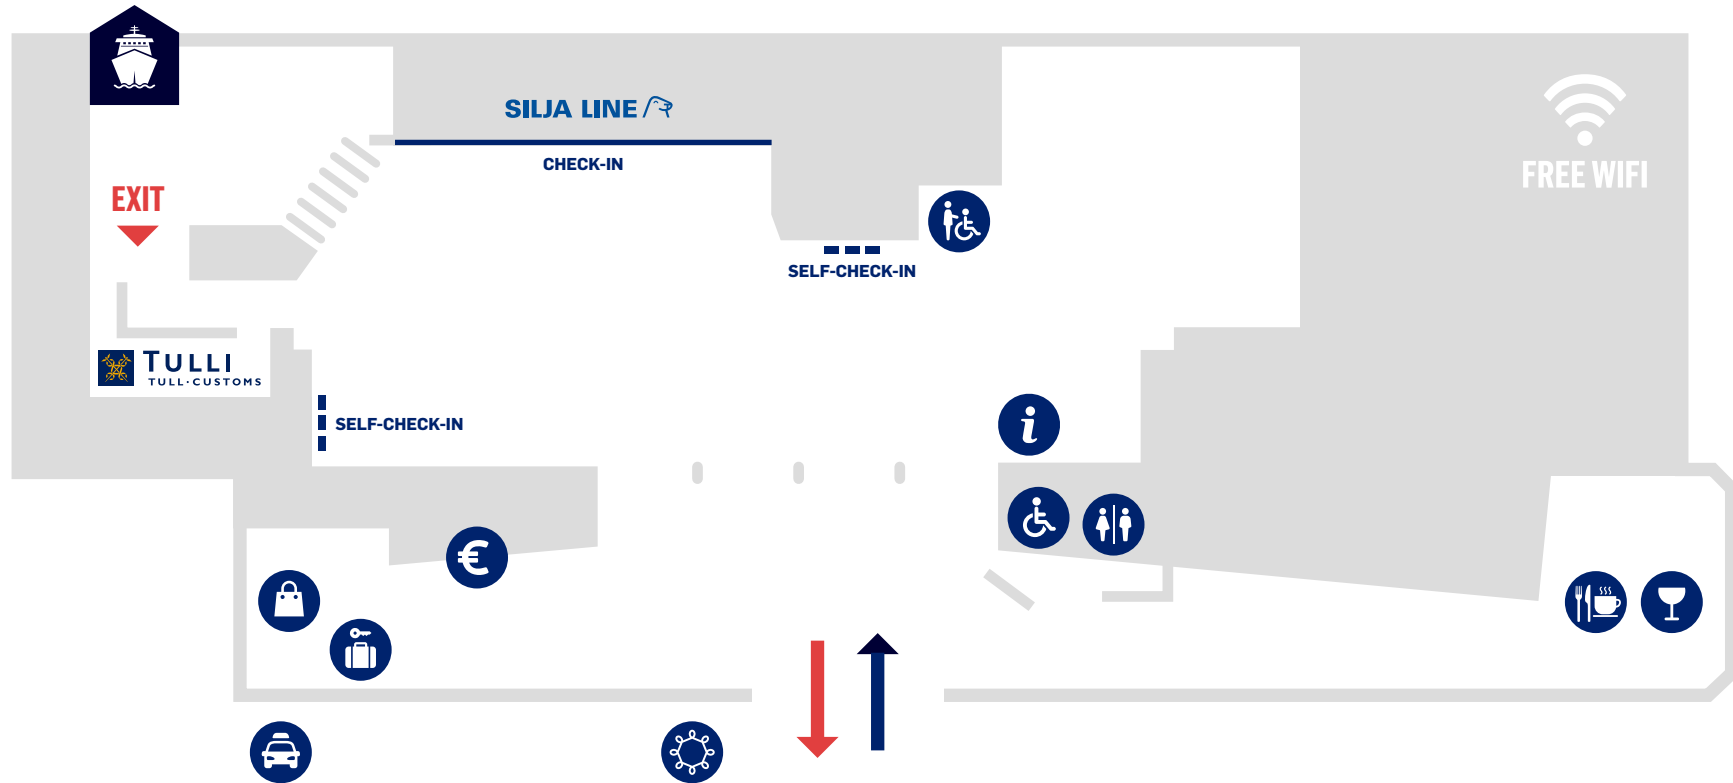 SILJA LINE
CHECK-IN
EXIT
FREE WIFI
SELF-CHECK-IN
TULLI
TULL·CUSTOMS
SELF-CHECK-IN
i
€